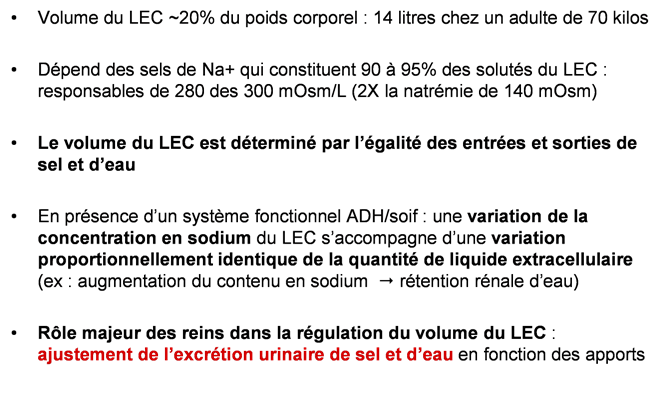 • Volume du LEC ~20% du poids corporel : 14 litres chez un adulte de 70 kilos
• Dépend des sels de Na+ qui constituent 90 à 95% des solutés du LEC :
responsables de 280 des 300 mOsm/L (2X la natrémie de 140 mOsm)
• Le volume du LEC est déterminé par l’égalité des entrées et sorties de
sel et d’eau
• En présence d’un système fonctionnel ADH/soif : une variation de la
concentration en sodium du LEC s’accompagne d’une variation
proportionnellement identique de la quantité de liquide extracellulaire
(ex : augmentation du contenu en sodium → rétention rénale d’eau)
• Rôle majeur des reins dans la régulation du volume du LEC :
ajustement de l’excrétion urinaire de sel et d’eau en fonction des apports